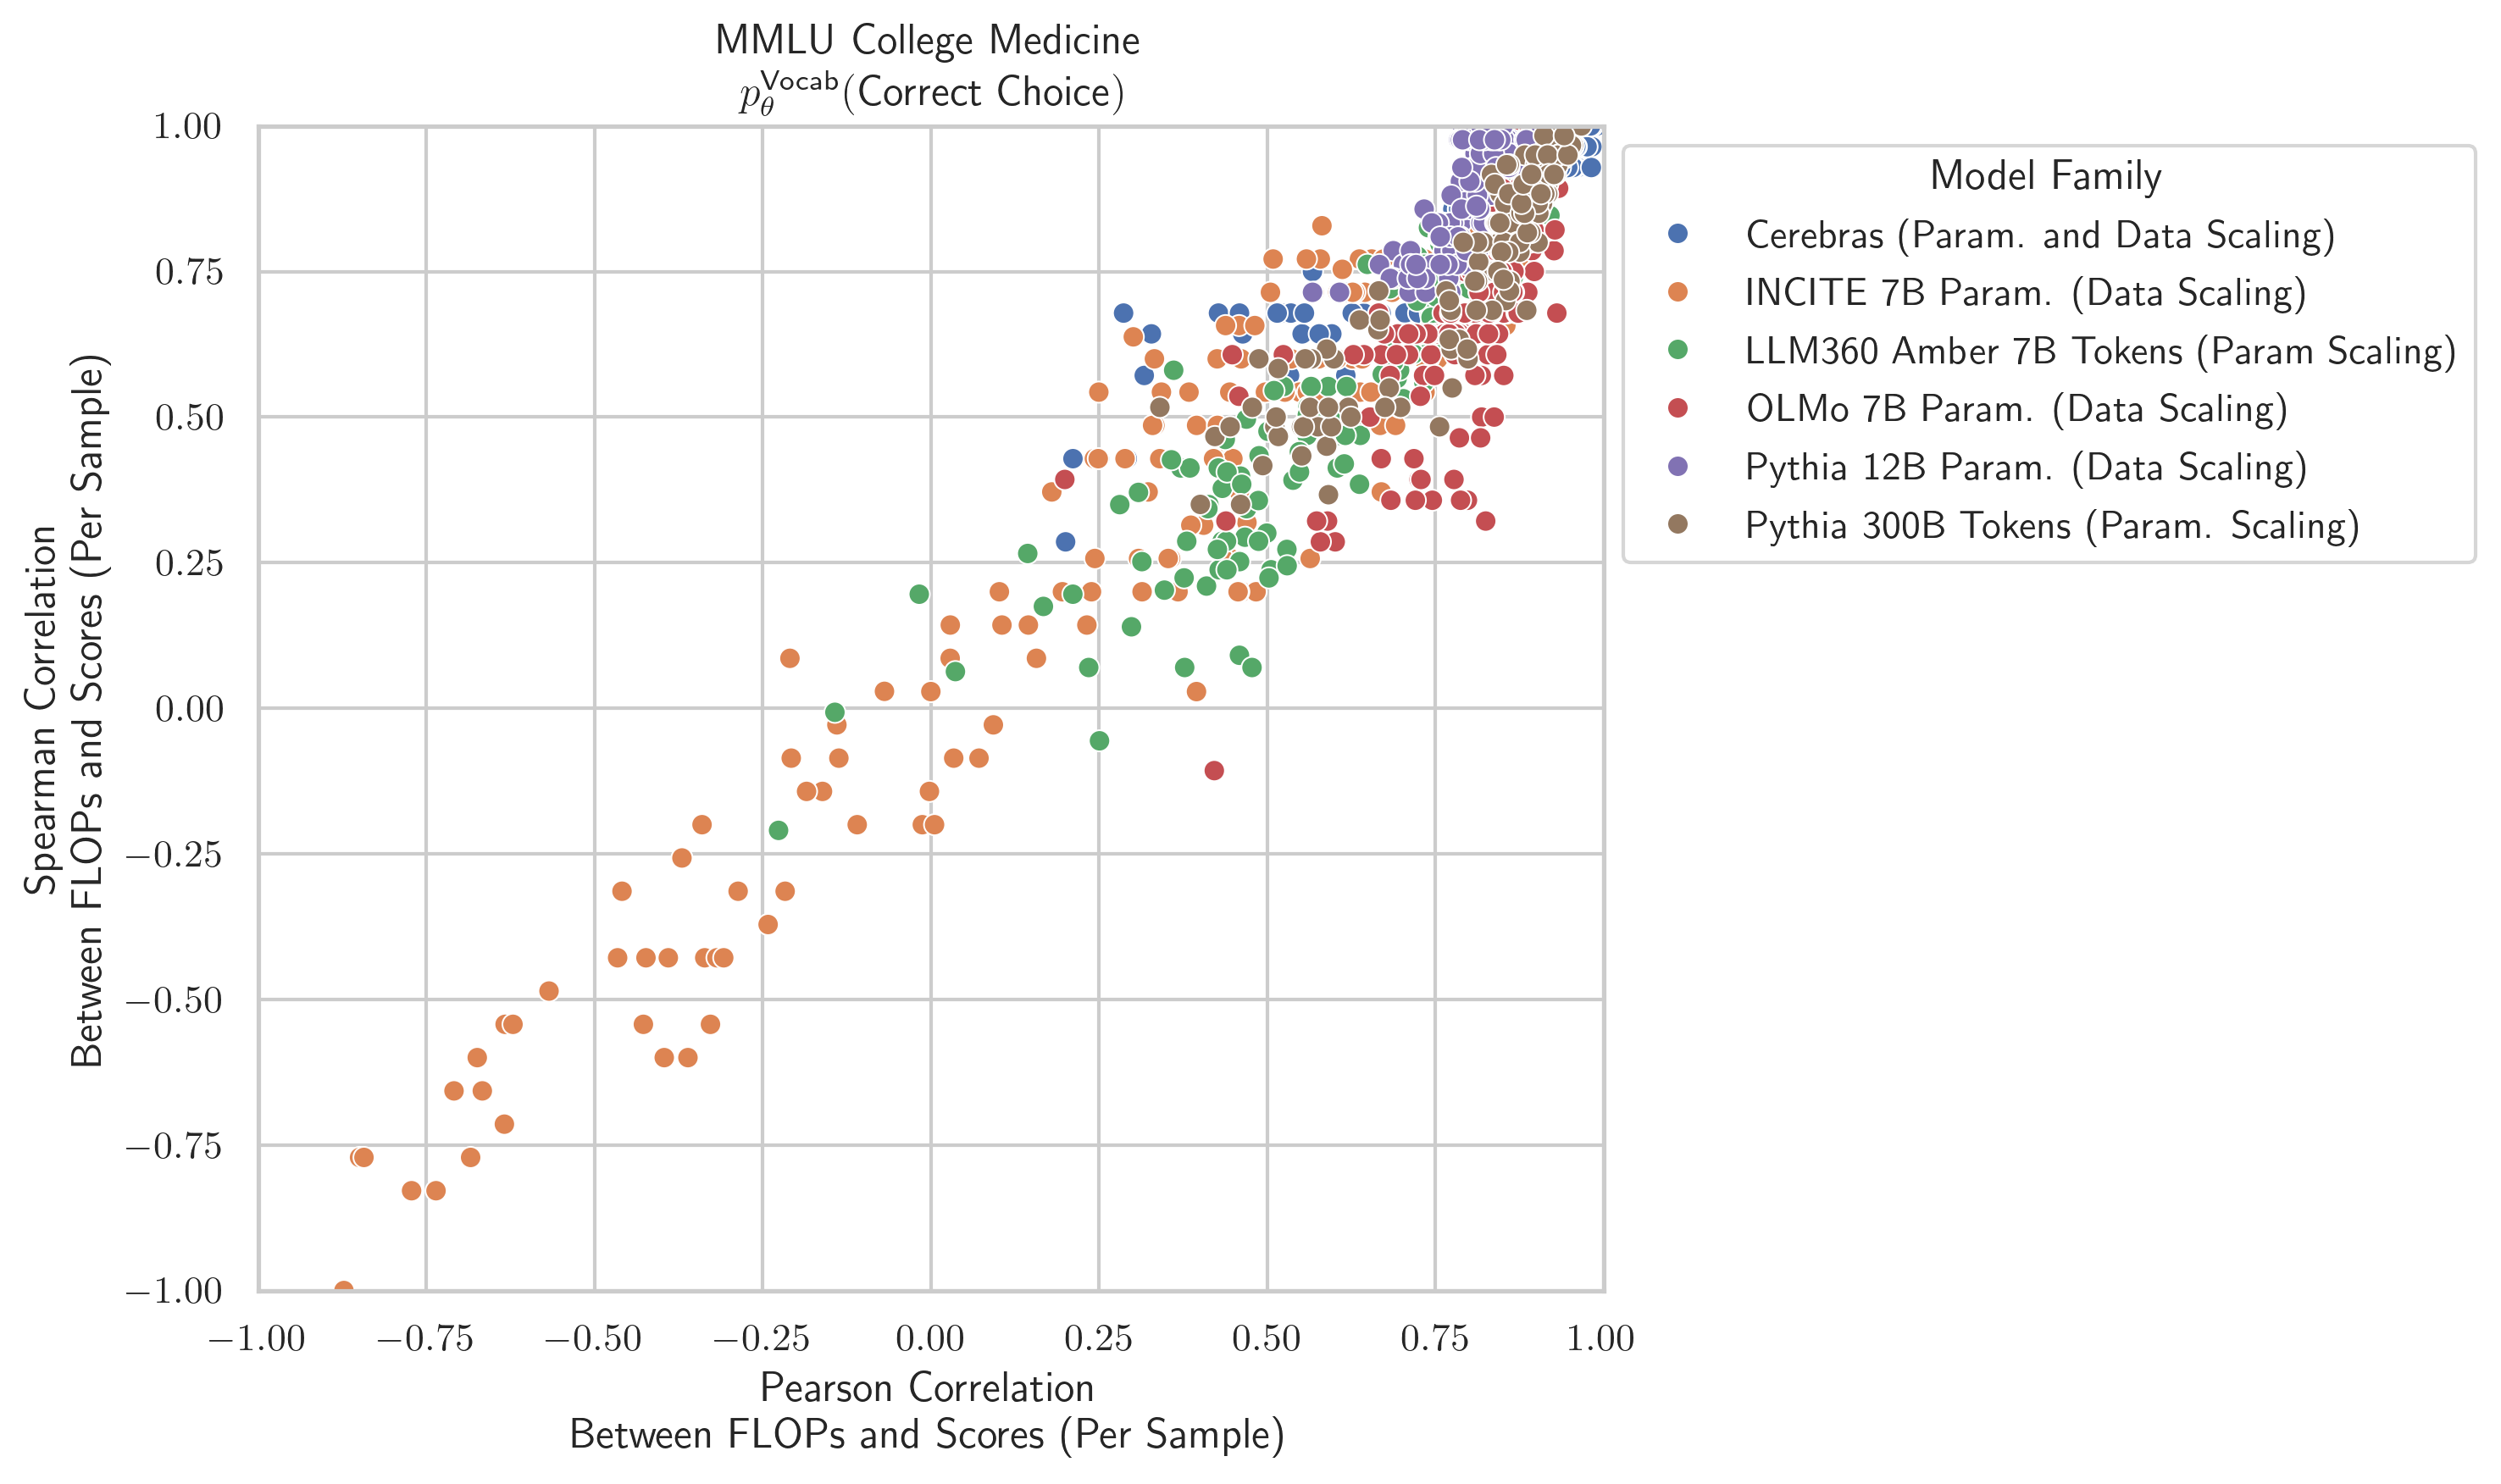 MMLU College Medicine
p_θ^Vocab(Correct Choice)
Spearman Correlation
Between FLOPs and Scores (Per Sample)
1.00
0.75
0.50
0.25
0.00
−0.25
−0.50
−0.75
−1.00
−1.00 −0.75 −0.50 −0.25 0.00 0.25 0.50 0.75 1.00
Pearson Correlation
Between FLOPs and Scores (Per Sample)
Model Family
Cerebras (Param. and Data Scaling)
INCITE 7B Param. (Data Scaling)
LLM360 Amber 7B Tokens (Param Scaling)
OLMo 7B Param. (Data Scaling)
Pythia 12B Param. (Data Scaling)
Pythia 300B Tokens (Param. Scaling)